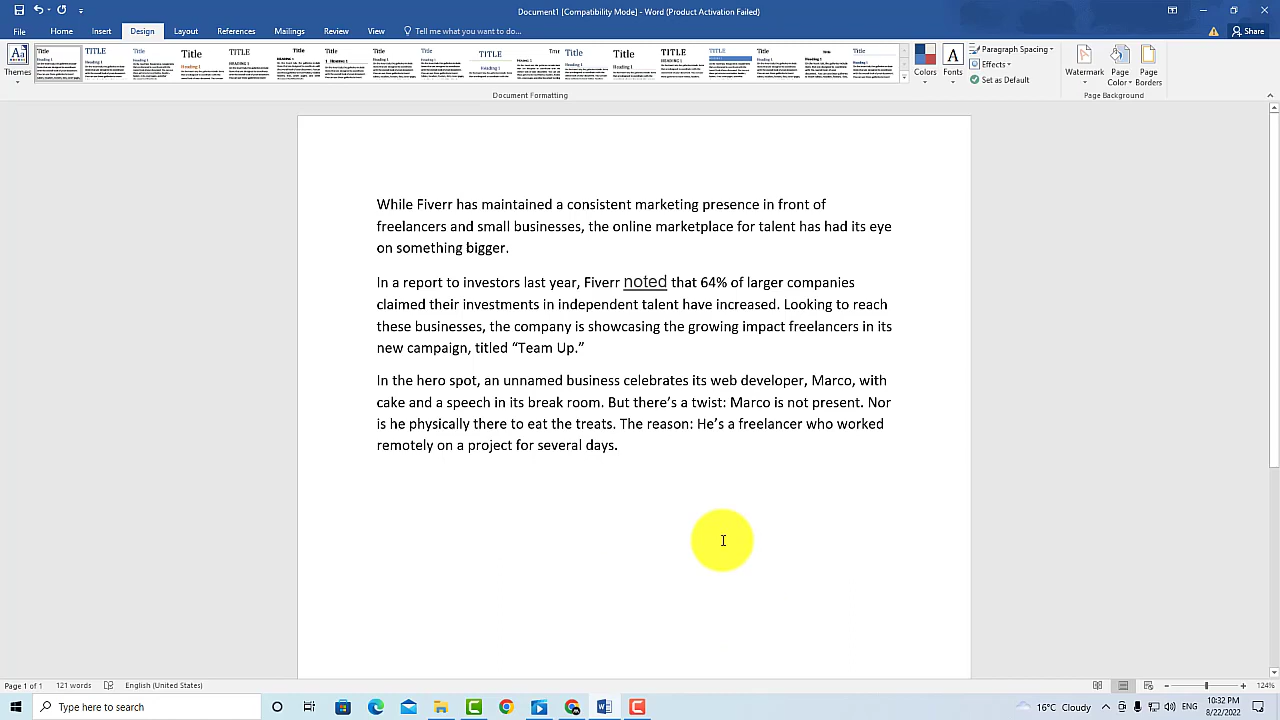 Document1 [Compatibility Mode] - Word (Product Activation Failed)
File Home Insert Design Layout References Mailings Review View Tell me what you want to do... Share
Themes
Colors
Fonts
Paragraph Spacing
Effects
Set as Default
Watermark
Page Color
Page Borders
Document Formatting
Page Background
While Fiverr has maintained a consistent marketing presence in front of
freelancers and small businesses, the online marketplace for talent has had its eye
on something bigger.
In a report to investors last year, Fiverr noted that 64% of larger companies
claimed their investments in independent talent have increased. Looking to reach
these businesses, the company is showcasing the growing impact freelancers in its
new campaign, titled “Team Up.”
In the hero spot, an unnamed business celebrates its web developer, Marco, with
cake and a speech in its break room. But there’s a twist: Marco is not present. Nor
is he physically there to eat the treats. The reason: He’s a freelancer who worked
remotely on a project for several days.
Page 1 of 1 121 words English (United States) 124%
Type here to search
16°C Cloudy
ENG
10:32 PM
8/22/2022